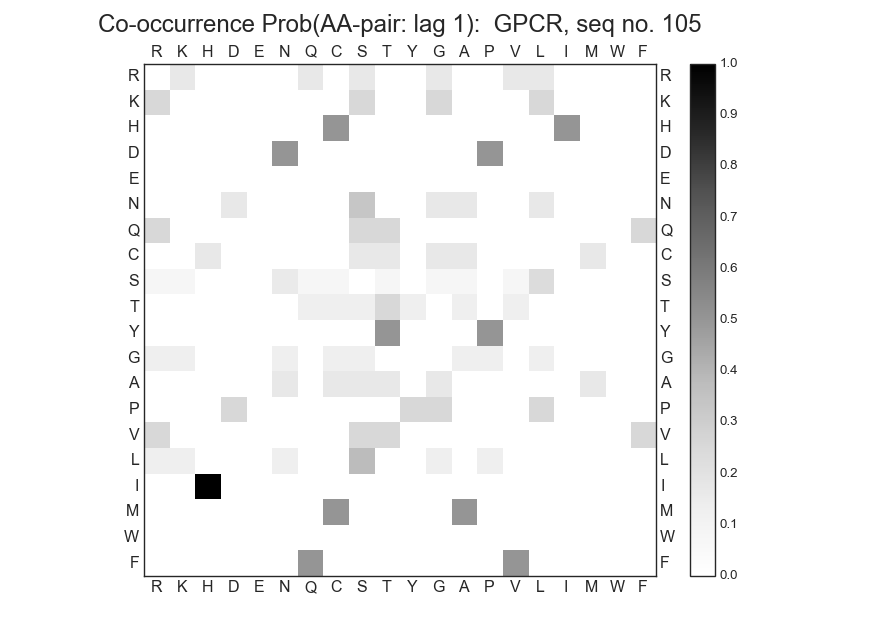 Co-occurrence Prob(AA-pair: lag 1):  GPCR, seq no. 105
R K H D E N Q C S T Y G A P V L I M W F
R R 1.0
K K 0.9
H H
D D 0.8
E E
N N 0.7
Q Q 0.6
C C
S S 0.5
T T
Y Y 0.4
G G
A A 0.3
P P
V V 0.2
L L
I I 0.1
M M
W W
F F 0.0
R K H D E N Q C S T Y G A P V L I M W F